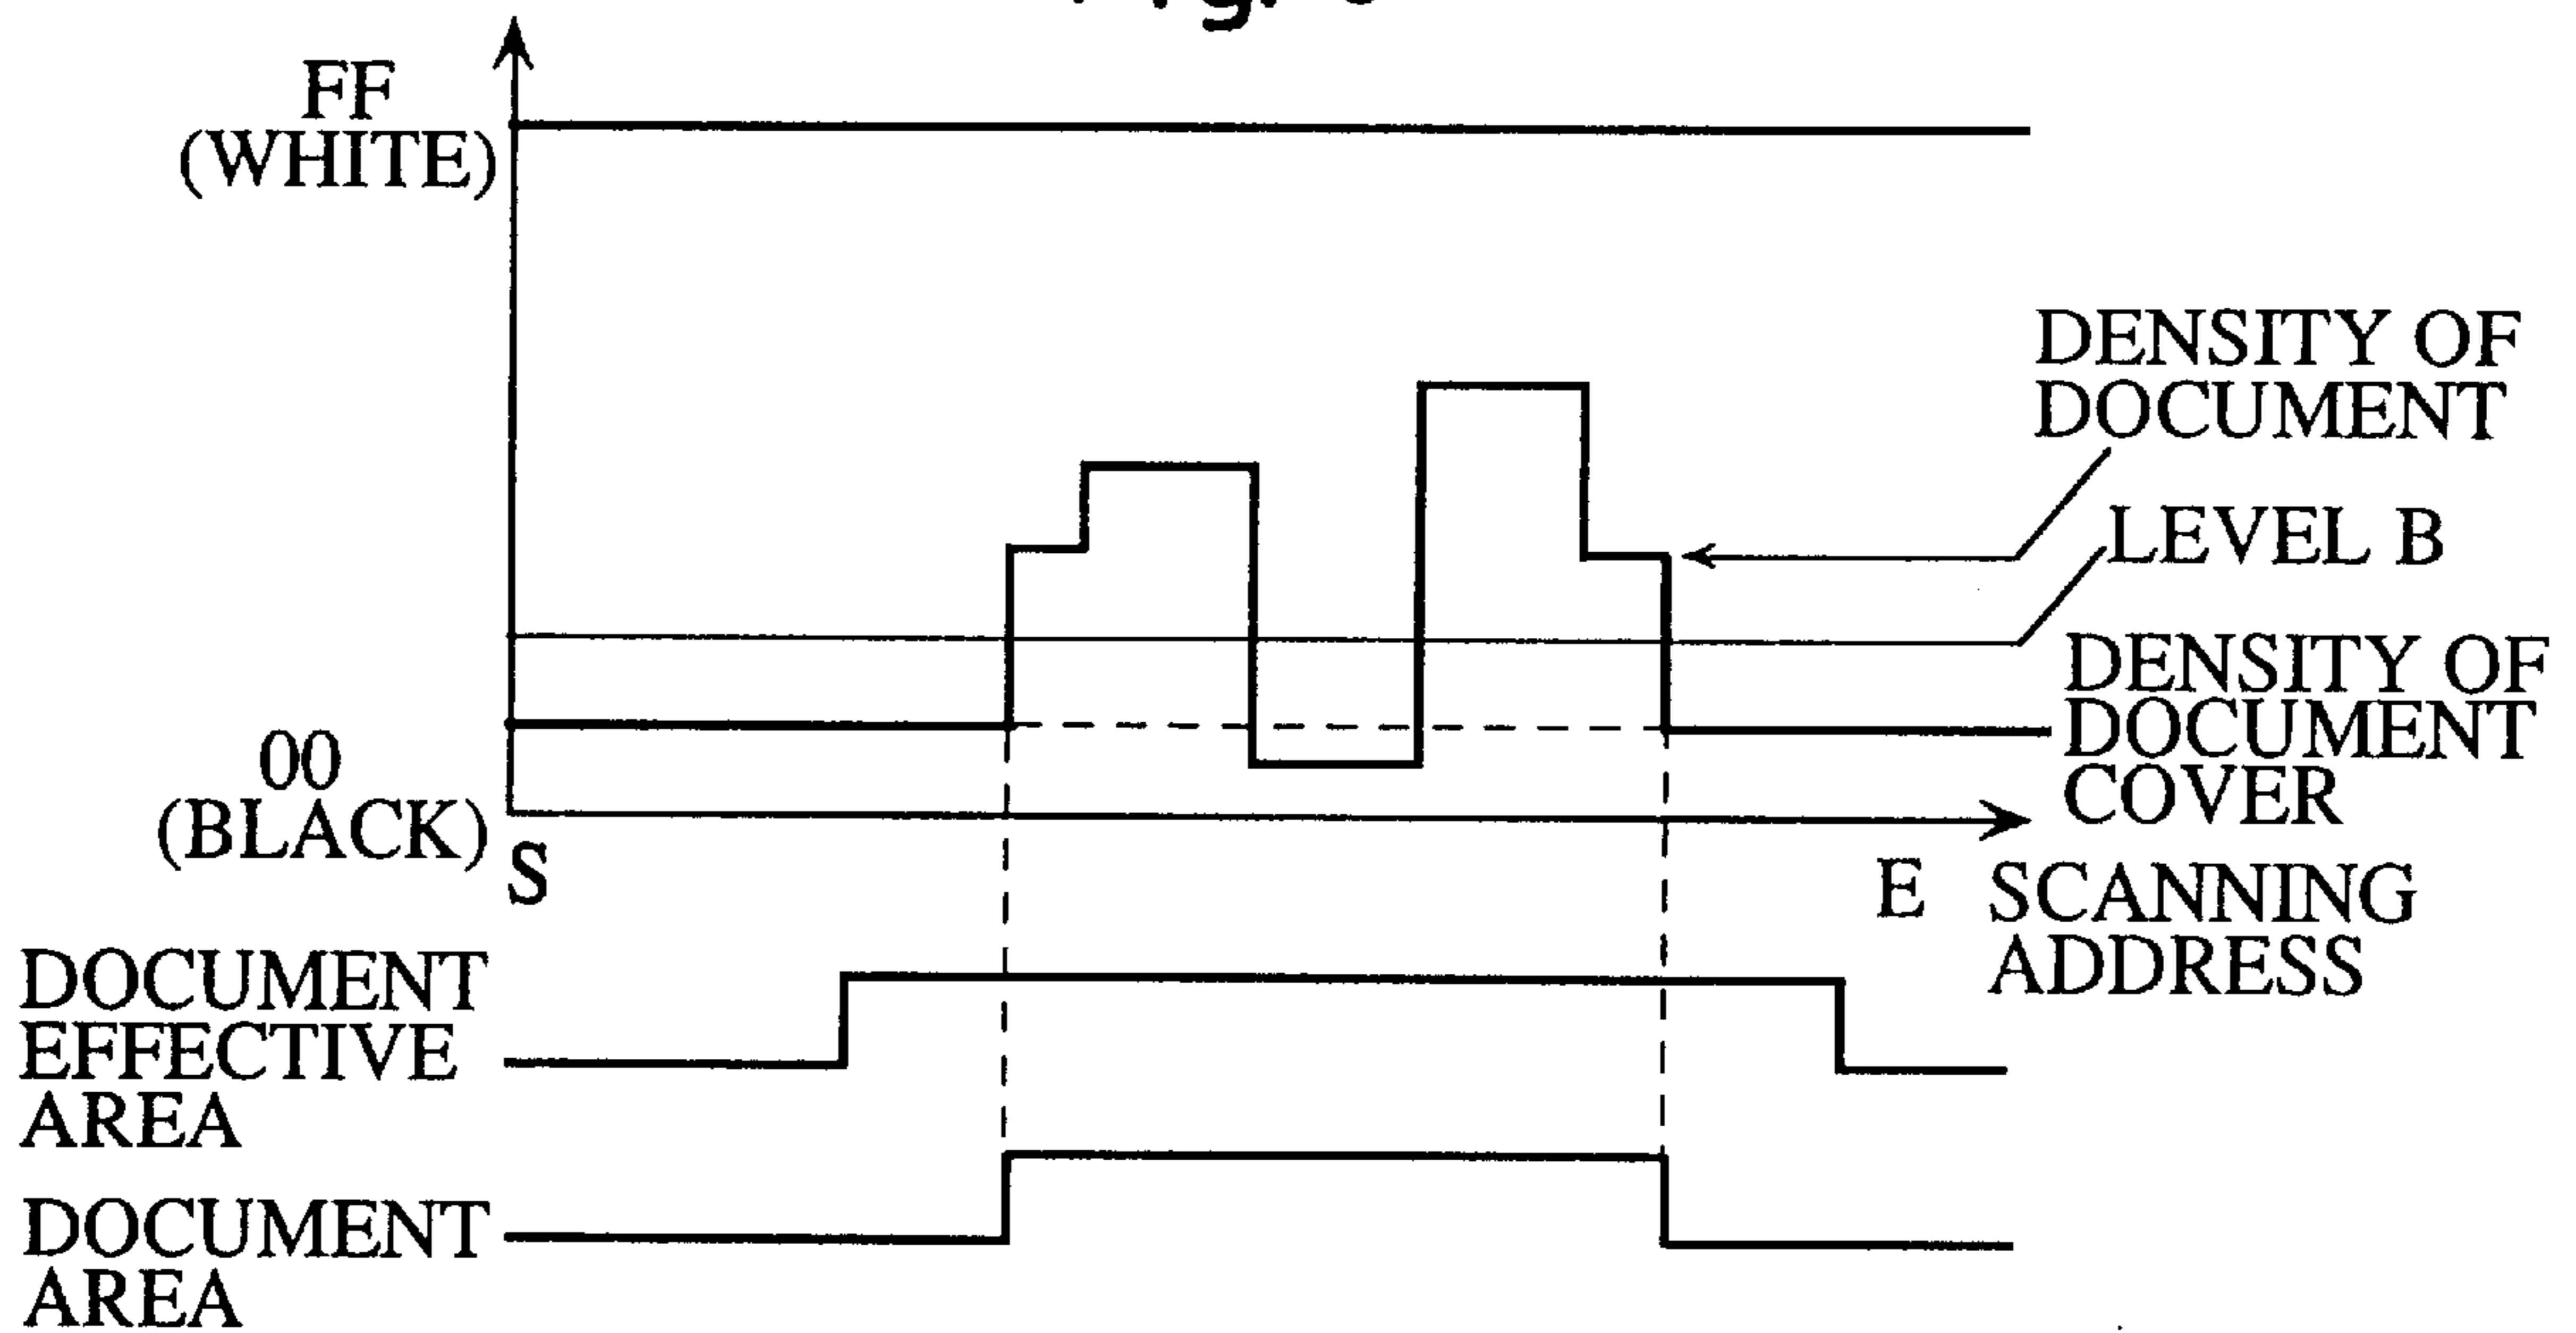 FF
(WHITE)
DENSITY OF
DOCUMENT
LEVEL B
DENSITY OF
DOCUMENT
COVER
00
(BLACK)
S
E
SCANNING
ADDRESS
DOCUMENT
EFFECTIVE
AREA
DOCUMENT
AREA